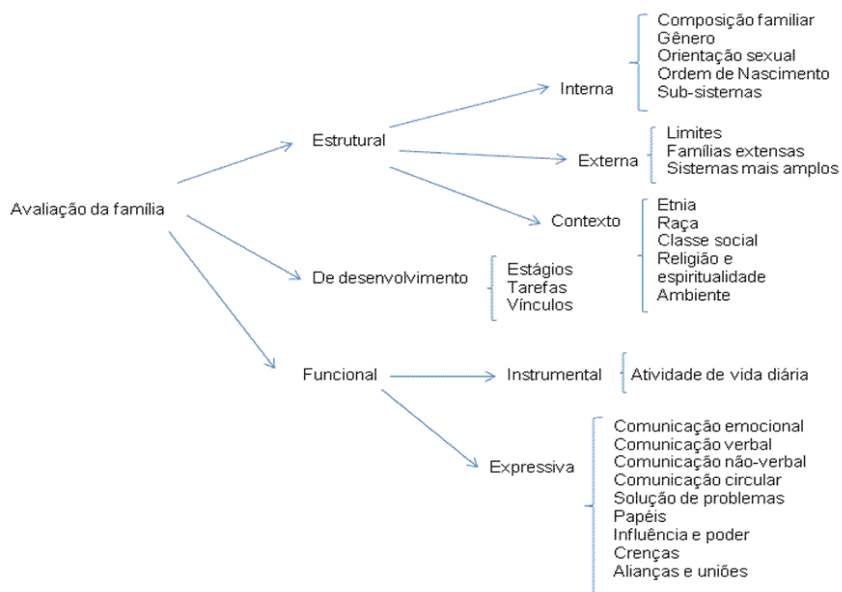 Avaliação da família
Estrutural
Interna
Composição familiar
Gênero
Orientação sexual
Ordem de Nascimento
Sub-sistemas
Externa
Limites
Famílias extensas
Sistemas mais amplos
Contexto
Etnia
Raça
Classe social
Religião e
espiritualidade
Ambiente
De desenvolvimento
Estágios
Tarefas
Vínculos
Funcional
Instrumental
Atividade de vida diária
Expressiva
Comunicação emocional
Comunicação verbal
Comunicação não-verbal
Comunicação circular
Solução de problemas
Papéis
Influência e poder
Crenças
Alianças e uniões